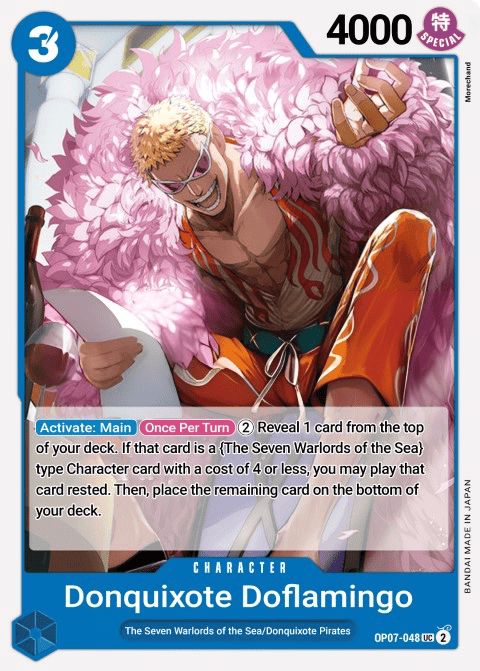 3
4000
特
SPECIAL
Morechand
Activate: Main Once Per Turn ② Reveal 1 card from the top
of your deck. If that card is a {The Seven Warlords of the Sea}
type Character card with a cost of 4 or less, you may play that
card rested. Then, place the remaining card on the bottom of
your deck.
BANDAI MADE IN JAPAN
CHARACTER
Donquixote Doflamingo
The Seven Warlords of the Sea/Donquixote Pirates
OP07-048 UC 2